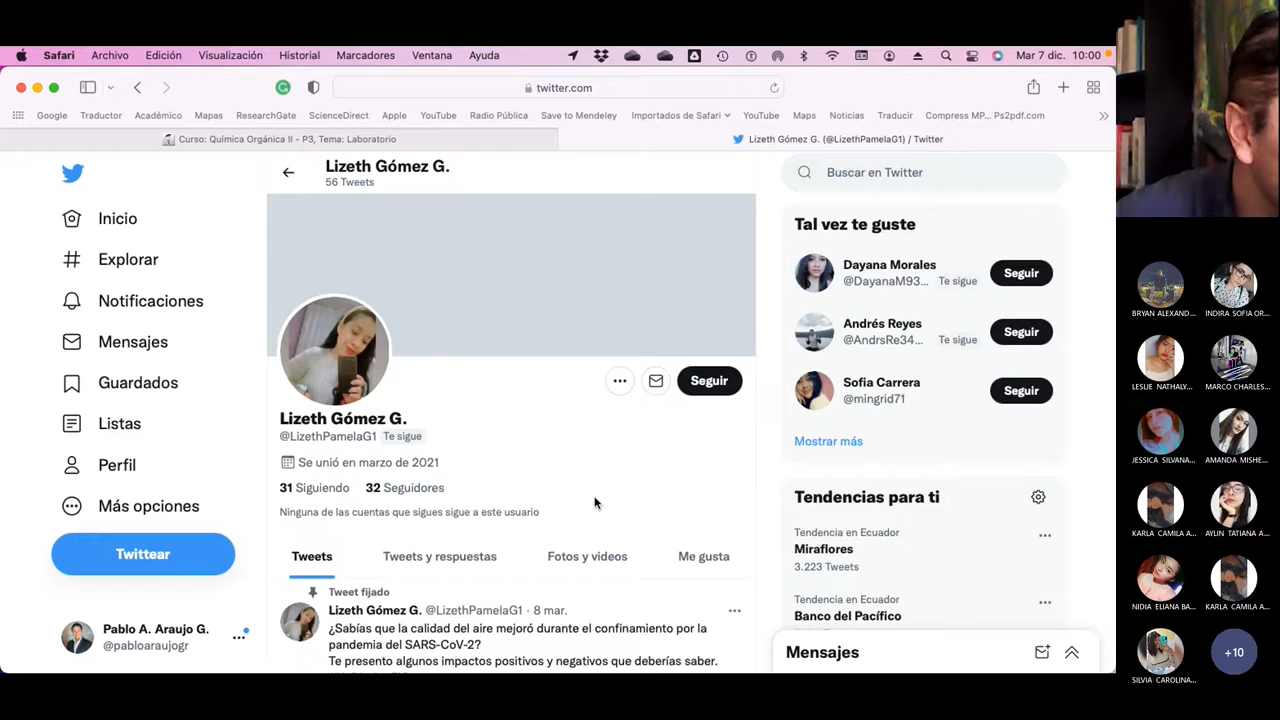 Safari Archivo Edición Visualización Historial Marcadores Ventana Ayuda Mar 7 dic. 10:00
twitter.com
Google Traductor Académico Mapas ResearchGate ScienceDirect Apple YouTube Radio Pública Save to Mendeley Importados de Safari YouTube Maps Noticias Traducir Compress MP... Ps2pdf.com
Curso: Química Orgánica II - P3, Tema: Laboratorio
Lizeth Gómez G. (@LizethPamelaG1) / Twitter
Inicio
Explorar
Notificaciones
Mensajes
Guardados
Listas
Perfil
Más opciones
Twittear
Pablo A. Araujo G.
@pabloaraujogr
Lizeth Gómez G.
56 Tweets
Seguir
Lizeth Gómez G.
@LizethPamelaG1 Te sigue
Se unió en marzo de 2021
31 Siguiendo 32 Seguidores
Ninguna de las cuentas que sigues sigue a este usuario
Tweets Tweets y respuestas Fotos y videos Me gusta
Tweet fijado
Lizeth Gómez G. @LizethPamelaG1 · 8 mar.
¿Sabías que la calidad del aire mejoró durante el confinamiento por la
pandemia del SARS-CoV-2?
Te presento algunos impactos positivos y negativos que deberías saber.
Buscar en Twitter
Tal vez te guste
Dayana Morales
@DayanaM93... Te sigue
Seguir
Andrés Reyes
@AndrsRe34... Te sigue
Seguir
Sofia Carrera
@mingrid71
Seguir
Mostrar más
Tendencias para ti
Tendencia en Ecuador
Miraflores
3.223 Tweets
Tendencia en Ecuador
Banco del Pacífico
Mensajes
BRYAN ALEXAND... INDIRA SOFIA OR...
LESLIE NATHALY... MARCO CHARLES...
JESSICA SILVANA... AMANDA MISHE...
KARLA CAMILA A... AYLIN TATIANA A...
NIDIA ELIANA BA... KARLA CAMILA A...
SILVIA CAROLINA... +10